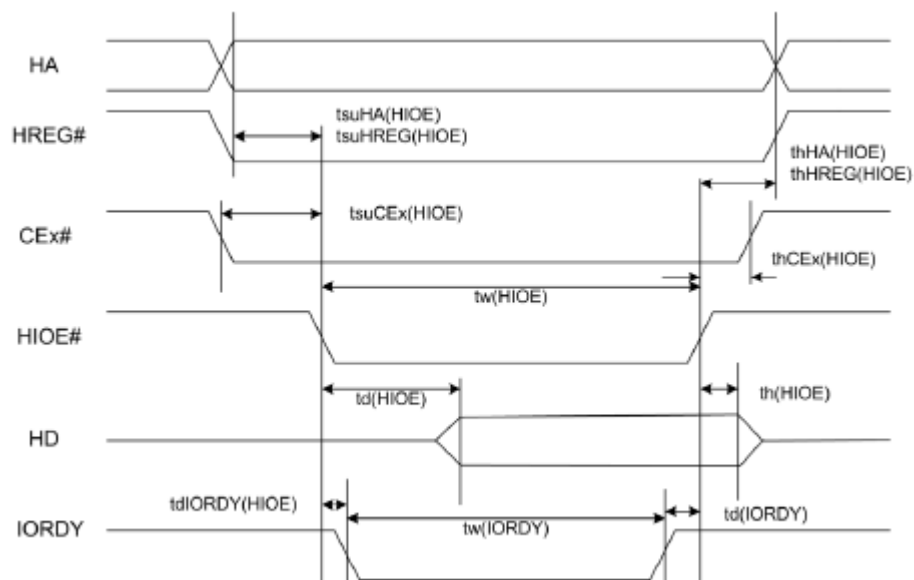 HA
tsuHA(HIOE)
HREG#
tsuHREG(HIOE)
thHA(HIOE)
thHREG(HIOE)
CEx#
tsuCEx(HIOE)
thCEx(HIOE)
tw(HIOE)
HIOE#
td(HIOE)
th(HIOE)
HD
tdIORDY(HIOE)
IORDY
tw(IORDY)
td(IORDY)